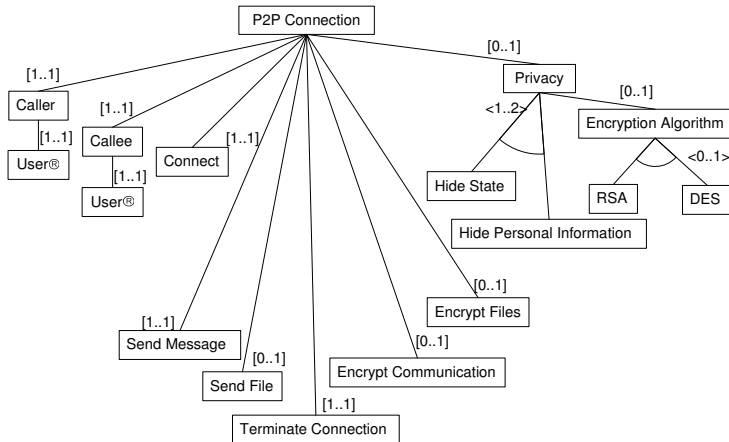 P2P Connection
[0..1]
[1..1]
Privacy
[0..1]
Caller
[1..1]
<1..2>
[1..1]
Callee
[1..1]
Encryption Algorithm
User®
[1..1]
Connect
<0..1>
User®
Hide State
RSA
DES
Hide Personal Information
[0..1]
Encrypt Files
[1..1]
Send Message
[0..1]
[0..1]
Encrypt Communication
Send File
[1..1]
Terminate Connection